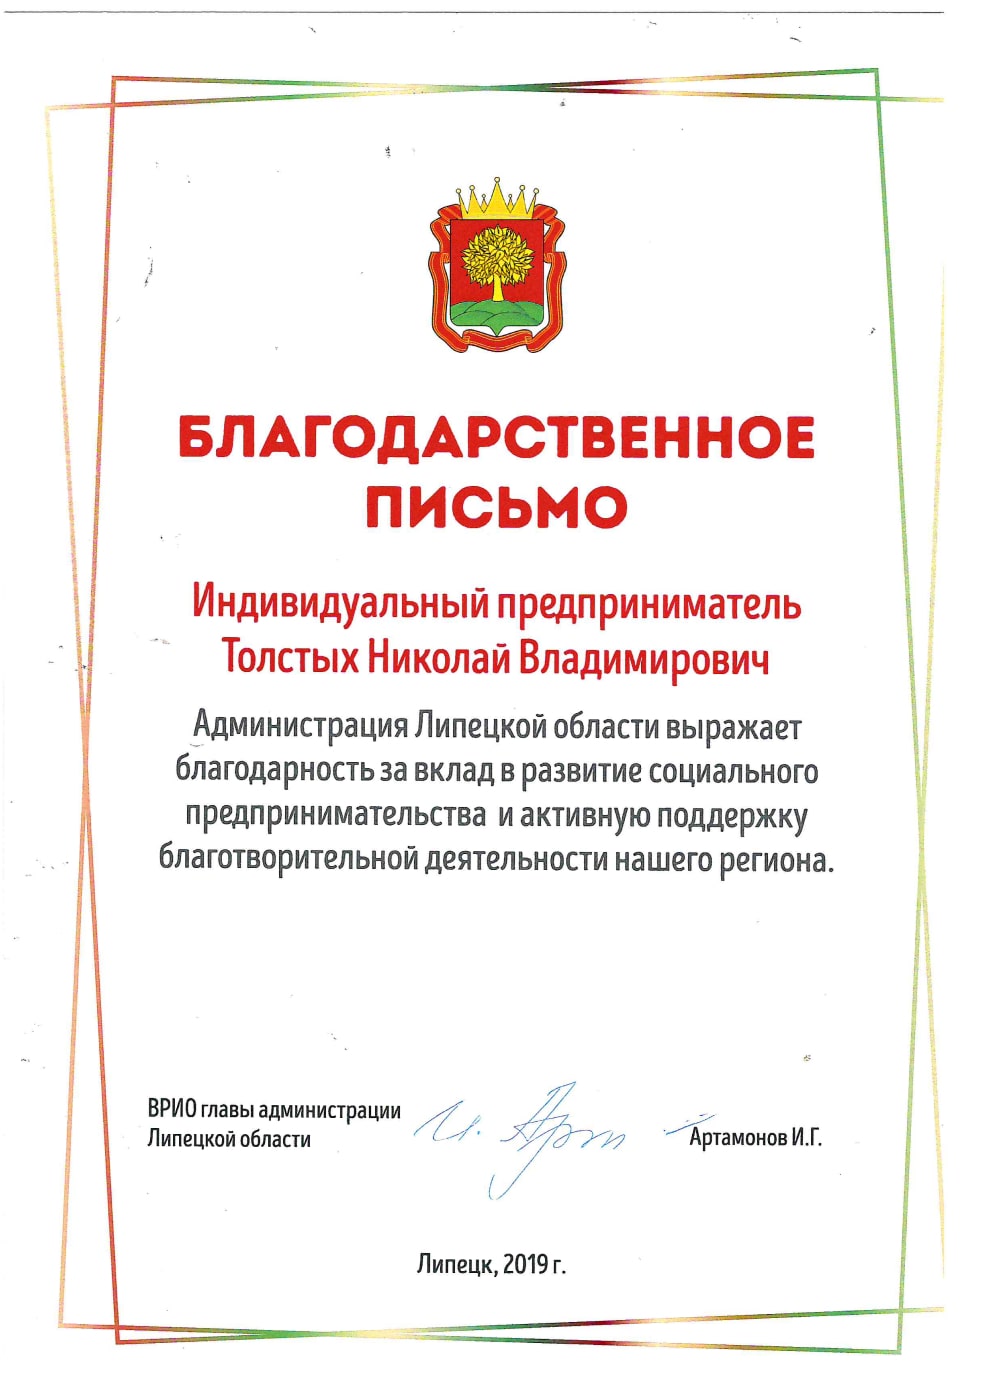 БЛАГОДАРСТВЕННОЕ
ПИСЬМО
Индивидуальный предприниматель
Толстых Николай Владимирович
Администрация Липецкой области выражает
благодарность за вклад в развитие социального
предпринимательства и активную поддержку
благотворительной деятельности нашего региона.
ВРИО главы администрации
Липецкой области
Артамонов И.Г.
Липецк, 2019 г.